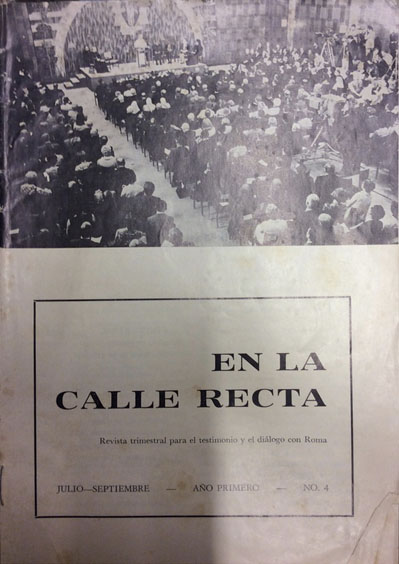 EN LA
CALLE RECTA
Revista trimestral para el testimonio y el diálogo con Roma
JULIO—SEPTIEMBRE — AÑO PRIMERO — NO. 4